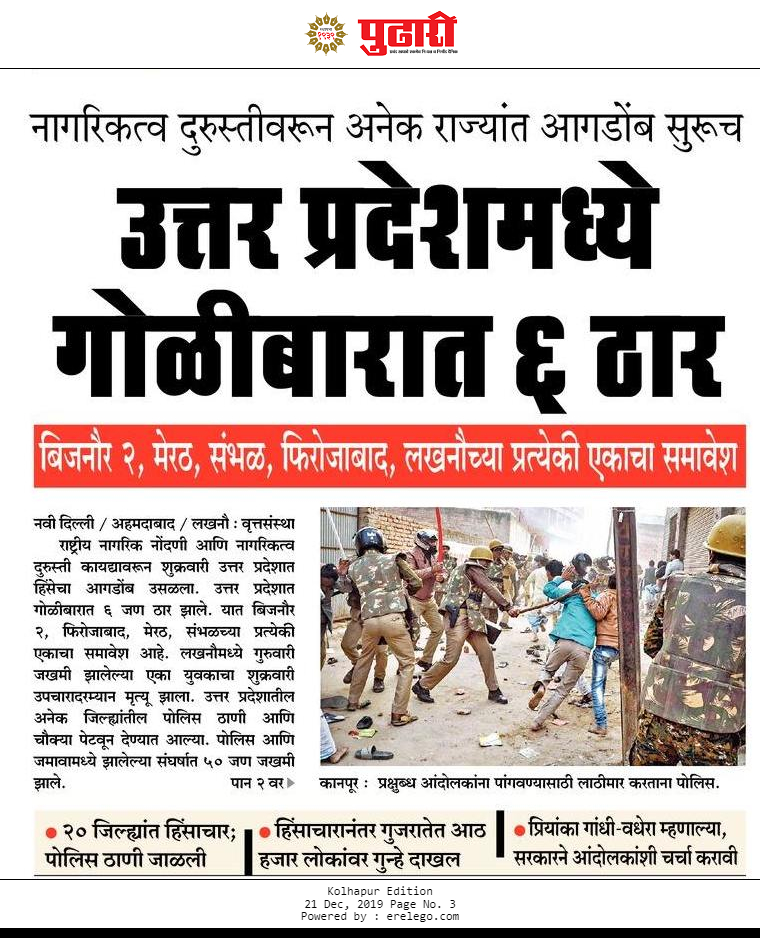 पुढारी
नागरिकत्व दुरुस्तीवरून अनेक राज्यांत आगडोंब सुरूच
उत्तर प्रदेशमध्ये
गोळीबारात ६ ठार
बिजनौर २, मेरठ, संभळ, फिरोजाबाद, लखनौच्या प्रत्येकी एकाचा समावेश
नवी दिल्ली / अहमदाबाद / लखनौ : वृत्तसंस्था
राष्ट्रीय नागरिक नोंदणी आणि नागरिकत्व
दुरुस्ती कायद्यावरून शुक्रवारी उत्तर प्रदेशात
हिंसेचा आगडोंब उसळला. उत्तर प्रदेशात
गोळीबारात ६ जण ठार झाले. यात बिजनौर
२, फिरोजाबाद, मेरठ, संभळच्या प्रत्येकी
एकाचा समावेश आहे. लखनौमध्ये गुरुवारी
जखमी झालेल्या एका युवकाचा शुक्रवारी
उपचारादरम्यान मृत्यू झाला. उत्तर प्रदेशातील
अनेक जिल्ह्यांतील पोलिस ठाणी आणि
चौक्या पेटवून देण्यात आल्या. पोलिस आणि
जमावामध्ये झालेल्या संघर्षात ५० जण जखमी
झाले. पान २ वर
कानपूर : प्रक्षुब्ध आंदोलकांना पांगवण्यासाठी लाठीमार करताना पोलिस.
२० जिल्ह्यांत हिंसाचार;
पोलिस ठाणी जाळली
हिंसाचारानंतर गुजरातेत आठ
हजार लोकांवर गुन्हे दाखल
प्रियांका गांधी-वधेरा म्हणाल्या,
सरकारने आंदोलकांशी चर्चा करावी
Kolhapur Edition
21 Dec, 2019 Page No. 3
Powered by : erelego.com